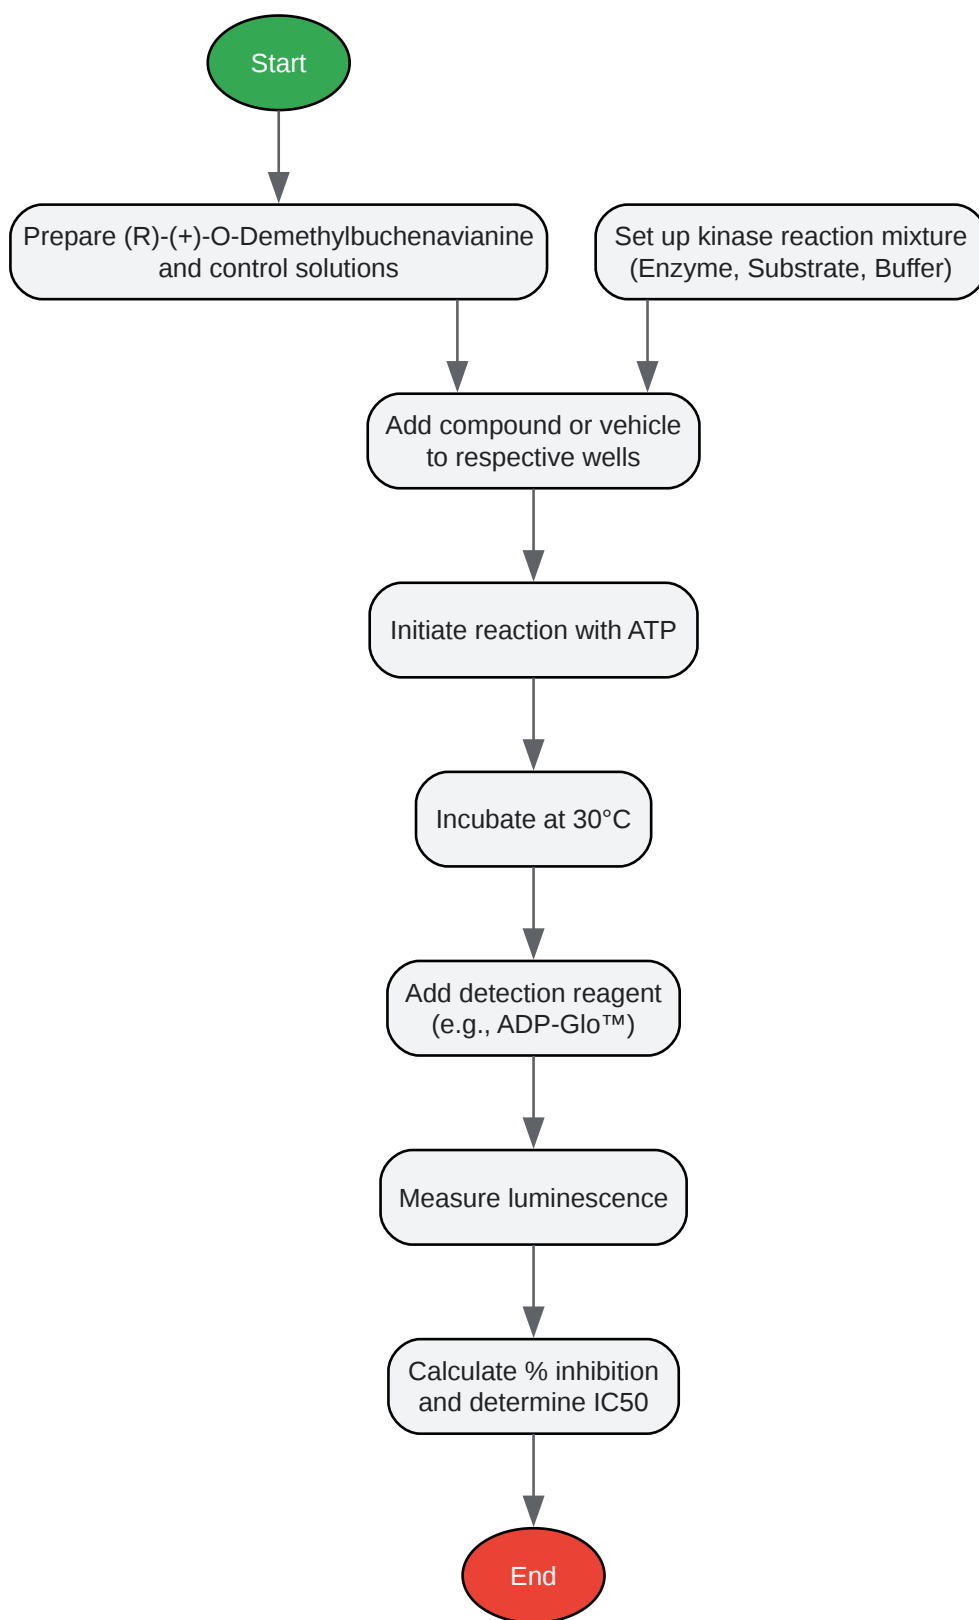 Start
Prepare (R)-(+)-O-Demethylbuchenavianine
and control solutions
Set up kinase reaction mixture
(Enzyme, Substrate, Buffer)
Add compound or vehicle
to respective wells
Initiate reaction with ATP
Incubate at 30°C
Add detection reagent
(e.g., ADP-Glo™)
Measure luminescence
Calculate % inhibition
and determine IC50
End